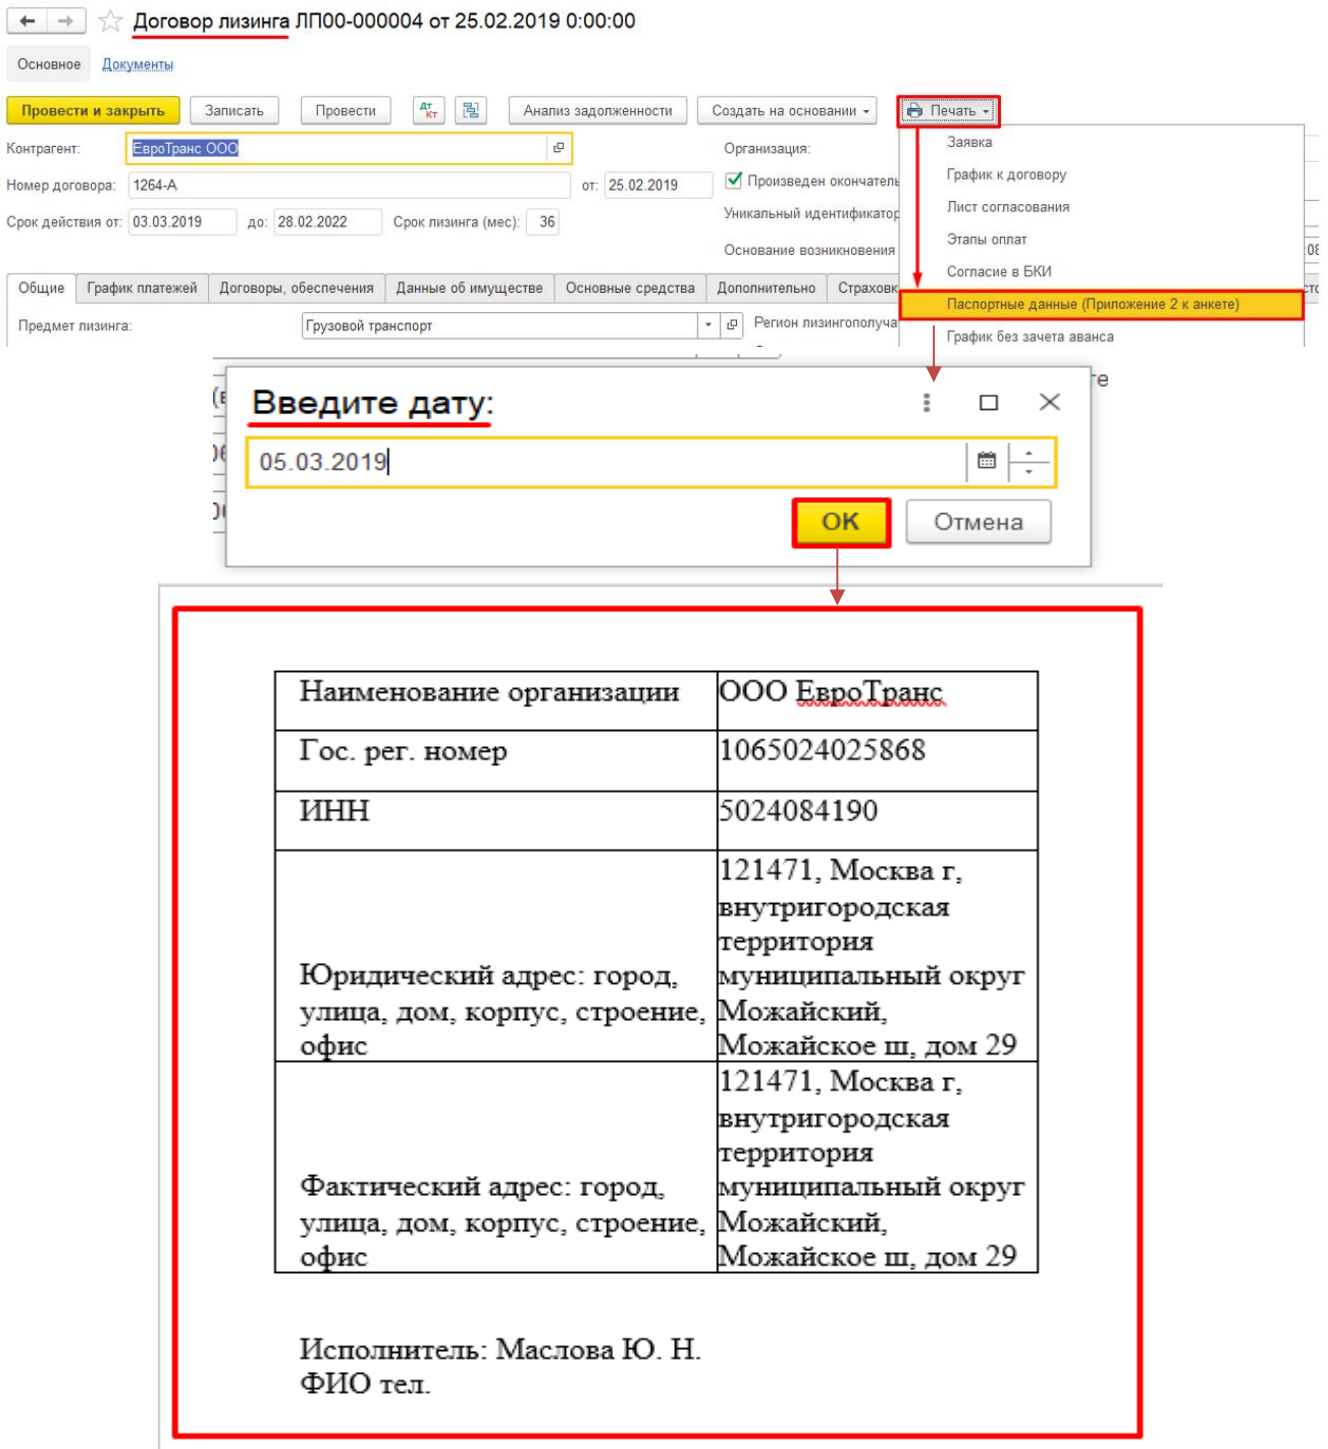 Договор лизинга ЛП00-000004 от 25.02.2019 0:00:00
Основное Документы
Провести и закрыть Записать Провести Дт Кт Анализ задолженности Создать на основании Печать
Контрагент: ЕвроТранс ООО Организация:
Номер договора: 1264-А от: 25.02.2019 Произведен окончатель
Срок действия от: 03.03.2019 до: 28.02.2022 Срок лизинга (мес): 36 Уникальный идентификатор
Основание возникновения
Заявка
График к договору
Лист согласования
Этапы оплат
Согласие в БКИ
Паспортные данные (Приложение 2 к анкете)
График без зачета аванса
Общие График платежей Договоры, обеспечения Данные об имуществе Основные средства Дополнительно Страховк
Предмет лизинга: Грузовой транспорт Регион лизингополуча
Введите дату:
05.03.2019
ОК Отмена
Наименование организации ООО ЕвроТранс
Гос. рег. номер 1065024025868
ИНН 5024084190
Юридический адрес: город,
улица, дом, корпус, строение,
офис
121471, Москва г,
внутригородская
территория
муниципальный округ
Можайский,
Можайское ш, дом 29
Фактический адрес: город,
улица, дом, корпус, строение,
офис
121471, Москва г,
внутригородская
территория
муниципальный округ
Можайский,
Можайское ш, дом 29
Исполнитель: Маслова Ю. Н.
ФИО тел.